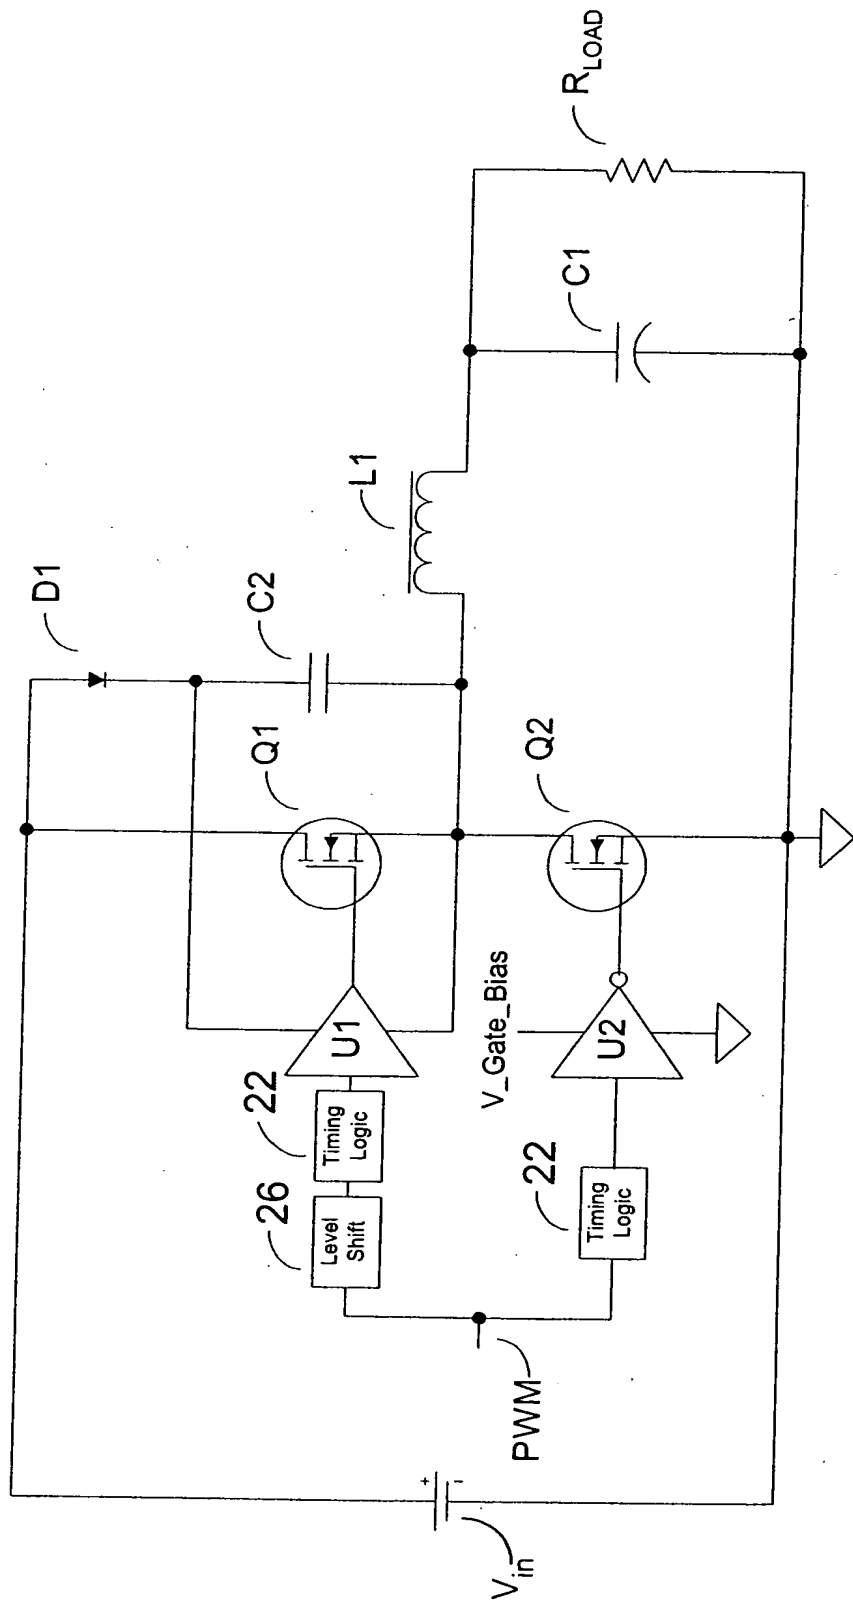 D1
C2
Q1
L1
R_LOAD
C1
22
26
U1
Timing
Logic
Level
Shift
V_Gate_Bias
Q2
22
U2
Timing
Logic
PWM
V_in
+
-